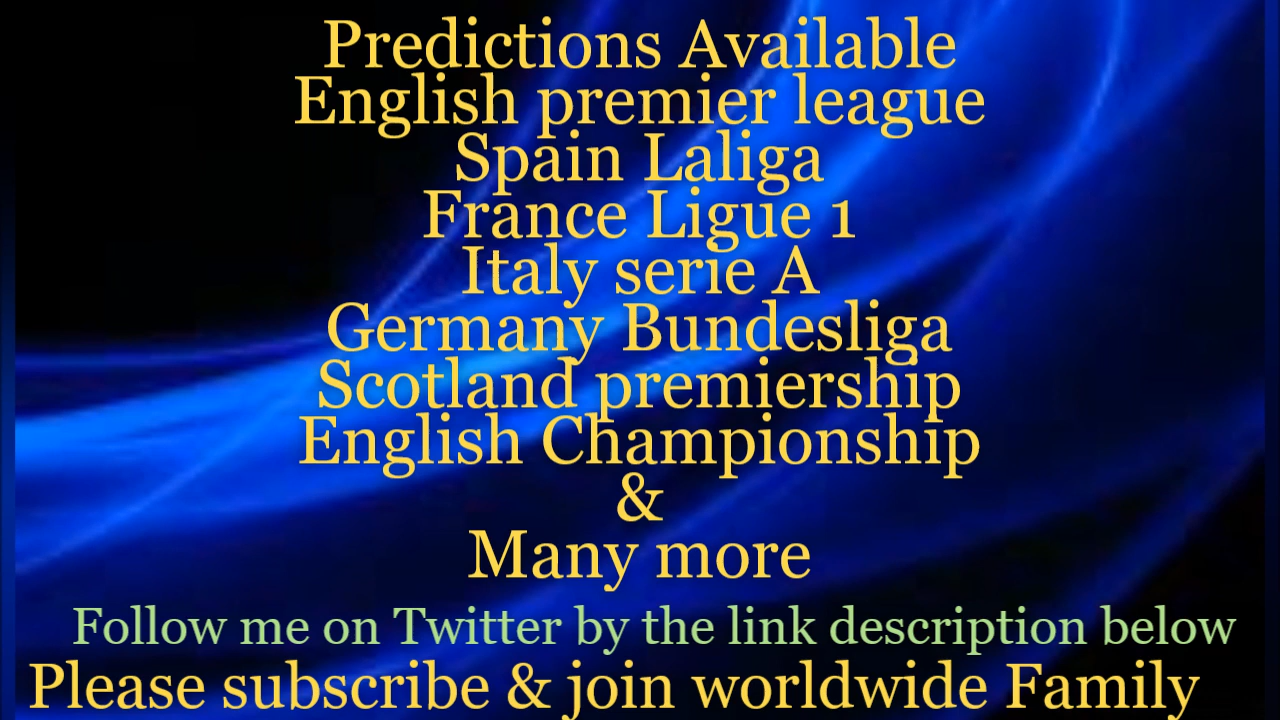 Predictions Available
English premier league
Spain Laliga
France Ligue 1
Italy serie A
Germany Bundesliga
Scotland premiership
English Championship
&
Many more
Follow me on Twitter by the link description below
Please subscribe & join worldwide Family